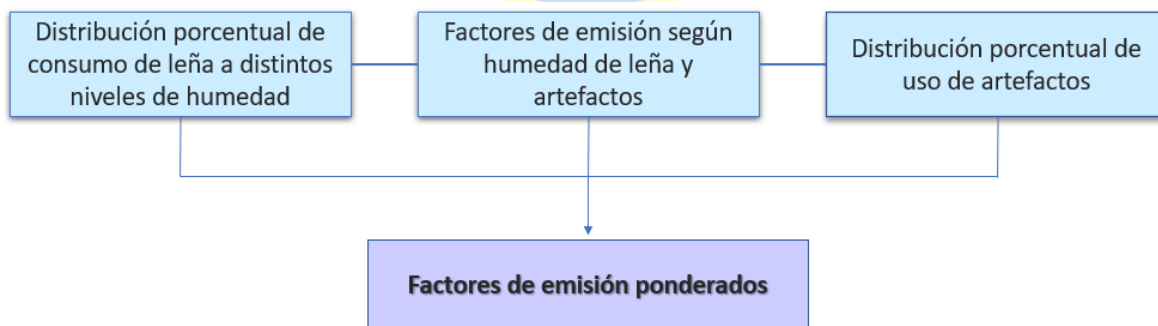 Distribución porcentual de
consumo de leña a distintos
niveles de humedad
Factores de emisión según
humedad de leña y
artefactos
Distribución porcentual de
uso de artefactos
Factores de emisión ponderados